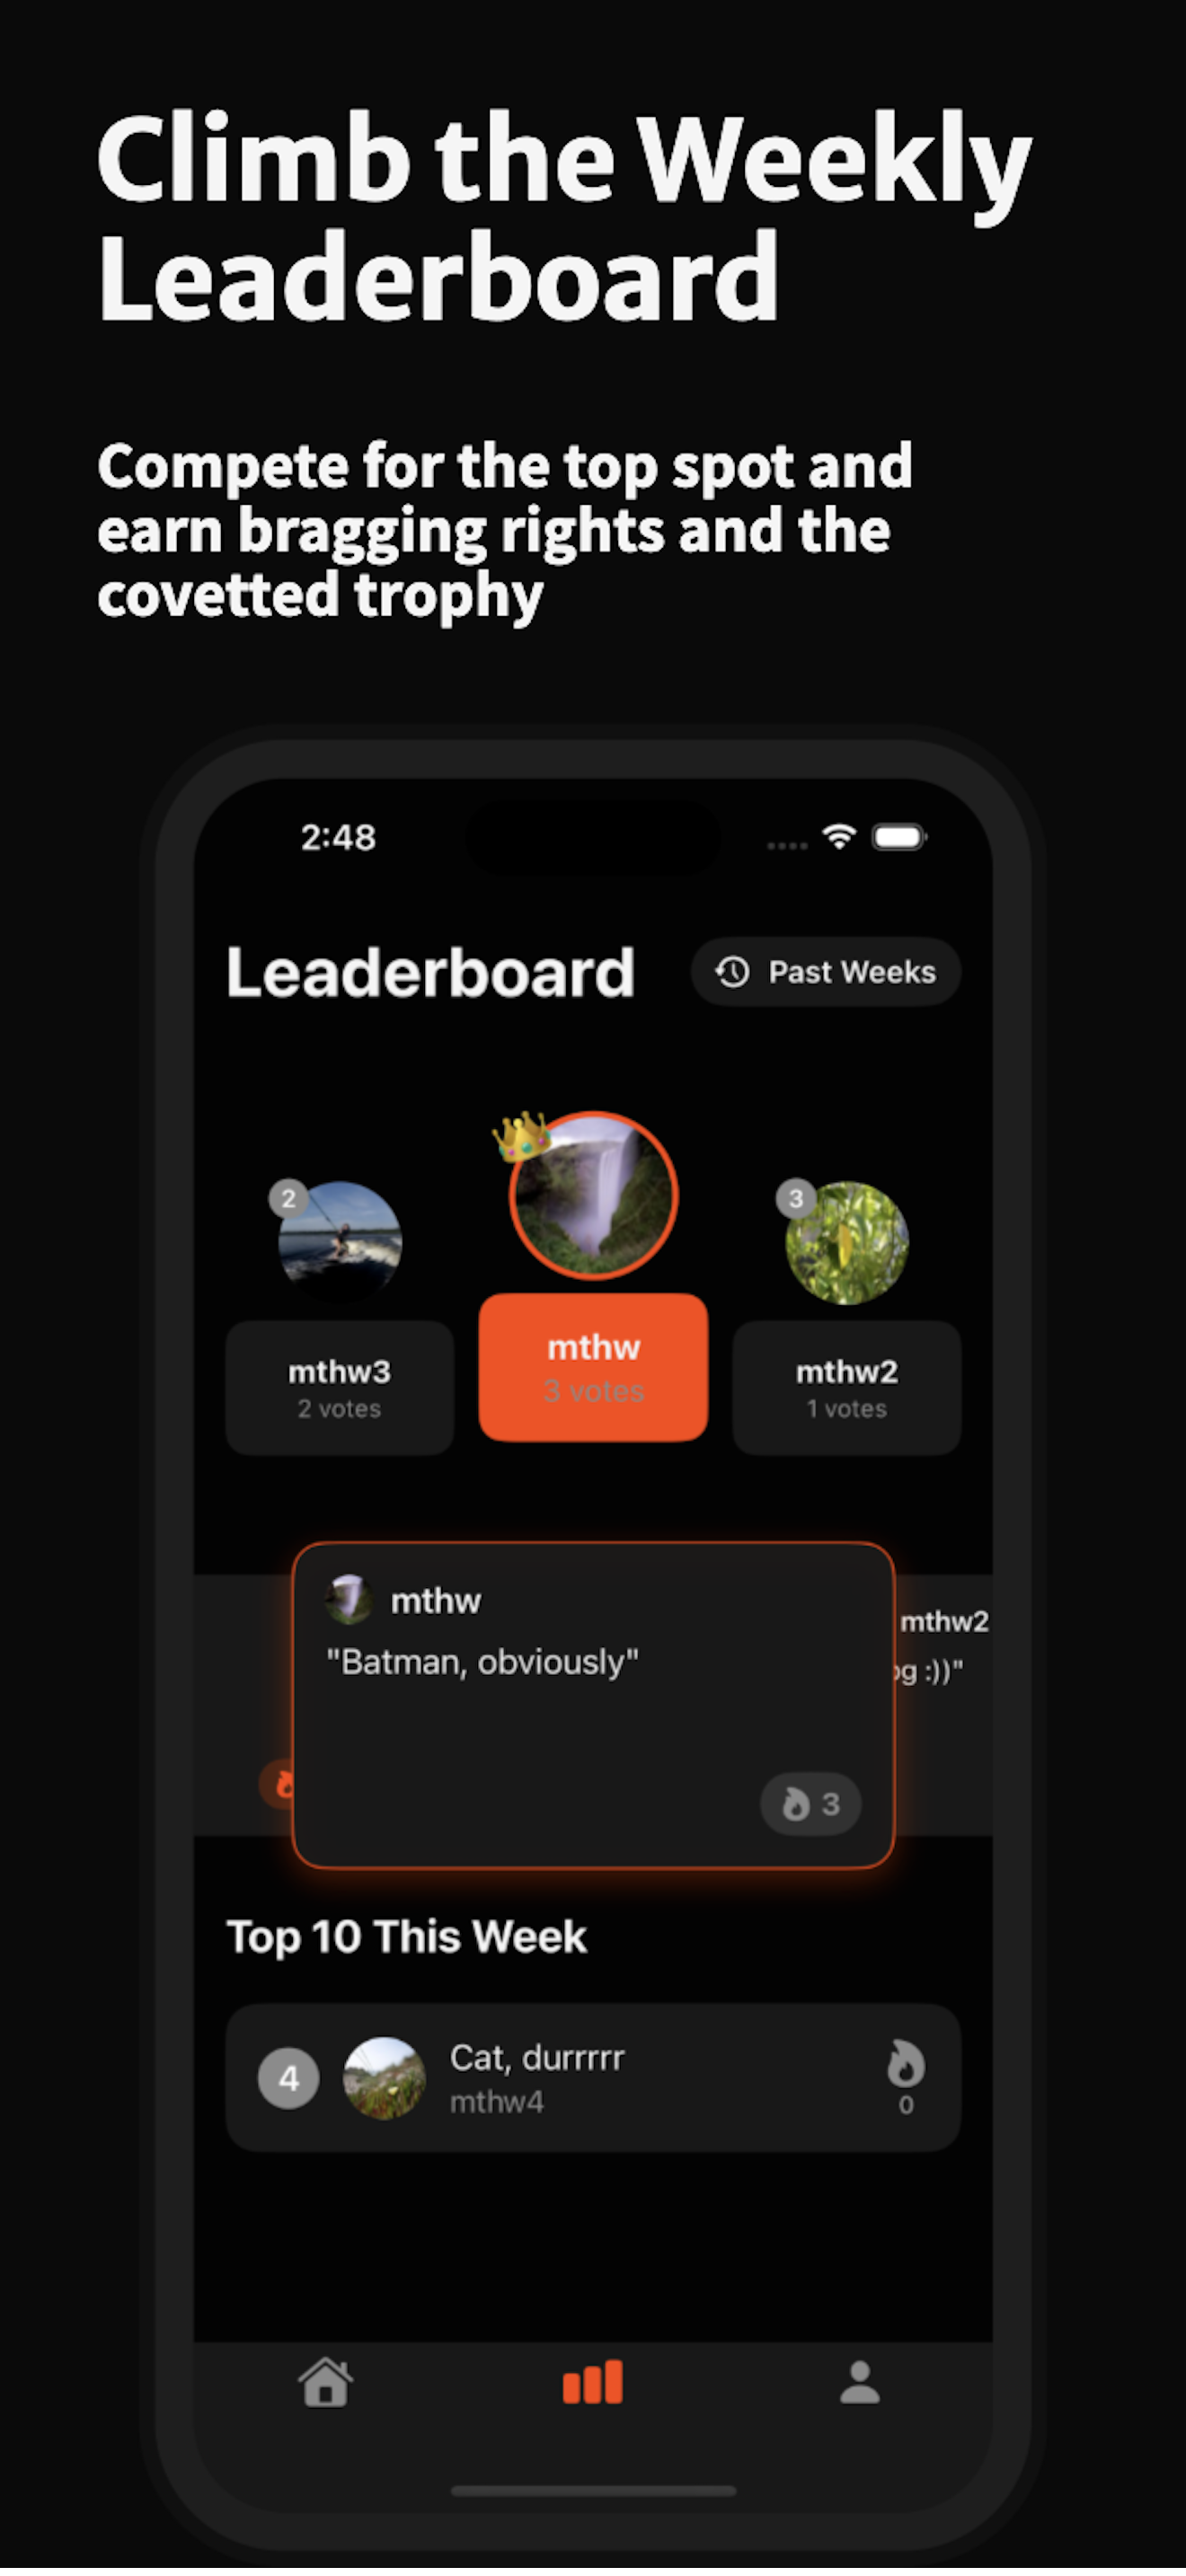 Climb the Weekly
Leaderboard
Compete for the top spot and
earn bragging rights and the
covetted trophy
2:48
Leaderboard
Past Weeks
2
3
mthw3
2 votes
mthw
3 votes
mthw2
1 votes
mthw
"Batman, obviously"
3
mthw2
:))"
Top 10 This Week
4
Cat, durrrrr
mthw4
0